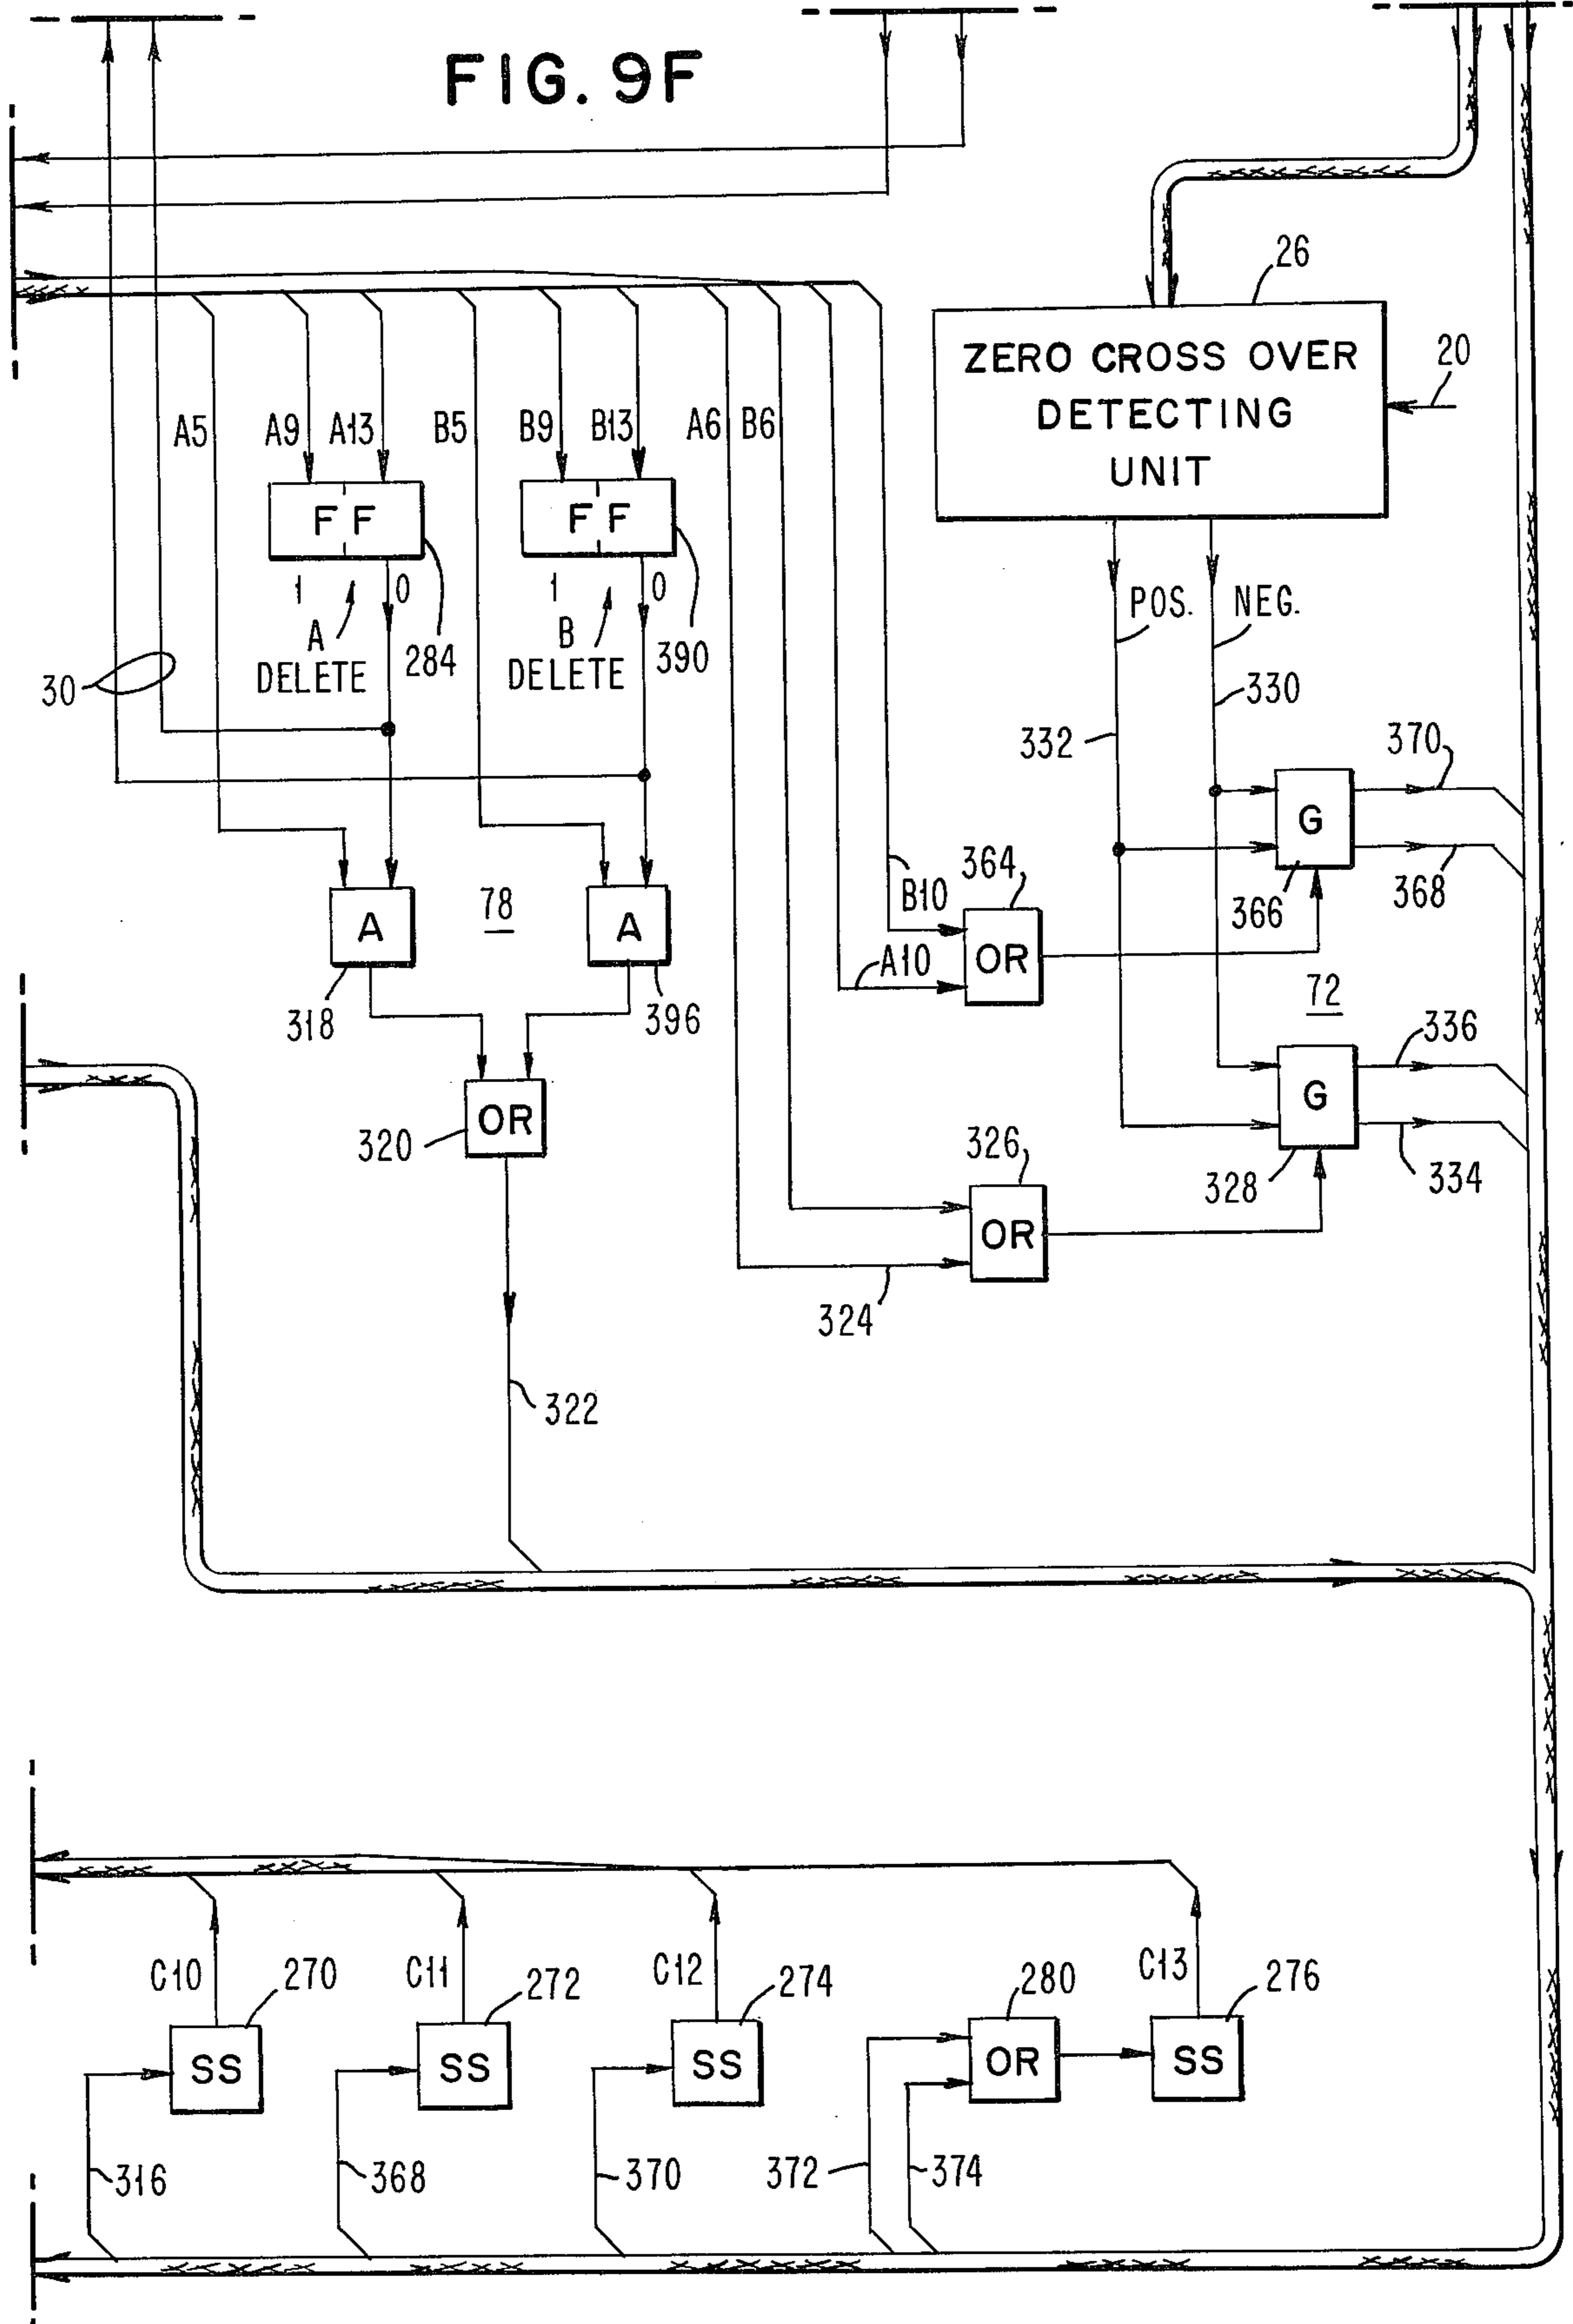 FIG. 9F
26
ZERO CROSS OVER
DETECTING
UNIT
20
A5
A9
A13
B5
B9
B13
A6
B6
FF
FF
1
0
1
0
A
DELETE
284
B
DELETE
390
POS.
NEG.
30
330
332
370
G
366
368
364
B10
OR
A10
A
78
A
318
396
72
336
G
328
334
OR
320
326
OR
324
322
C10
270
C11
272
C12
274
280
C13
276
SS
SS
SS
OR
SS
316
368
370
372
374